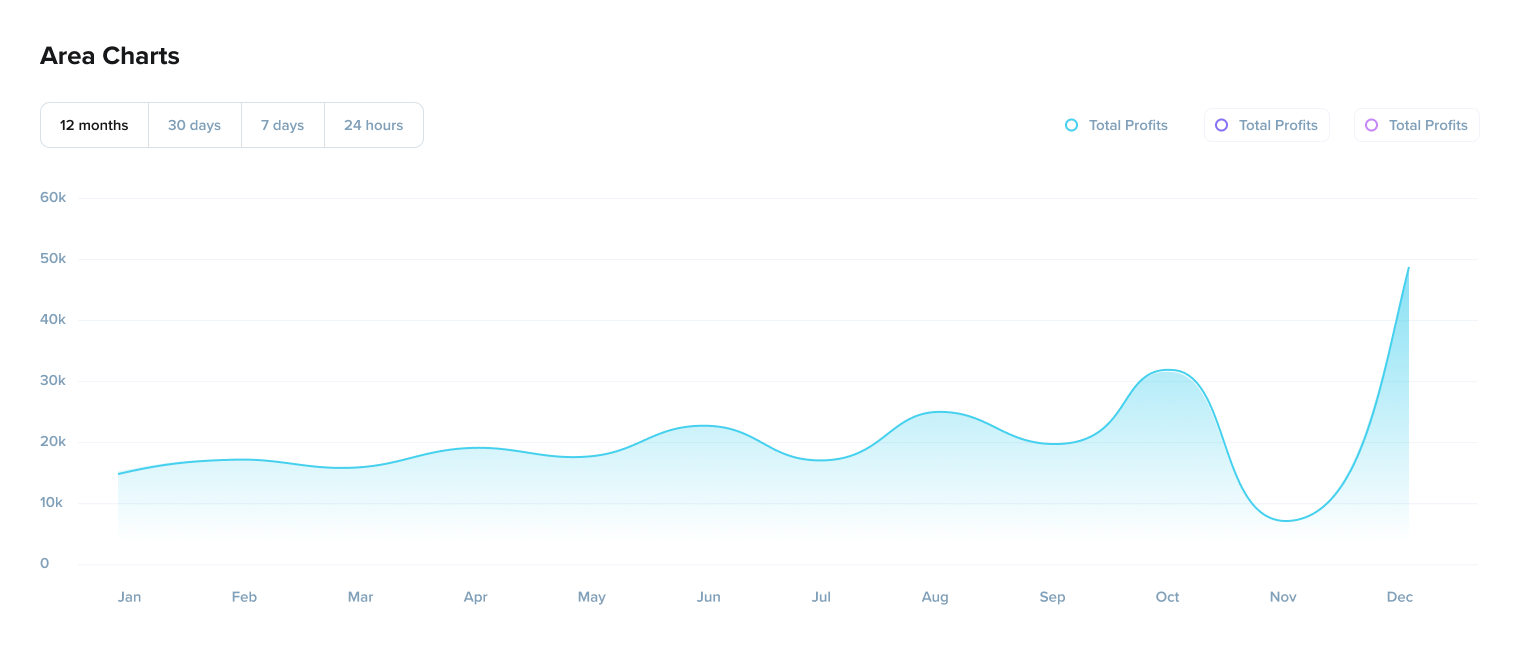 Area Charts
12 months 30 days 7 days 24 hours Total Profits Total Profits Total Profits
60k
50k
40k
30k
20k
10k
0
Jan Feb Mar Apr May Jun Jul Aug Sep Oct Nov Dec